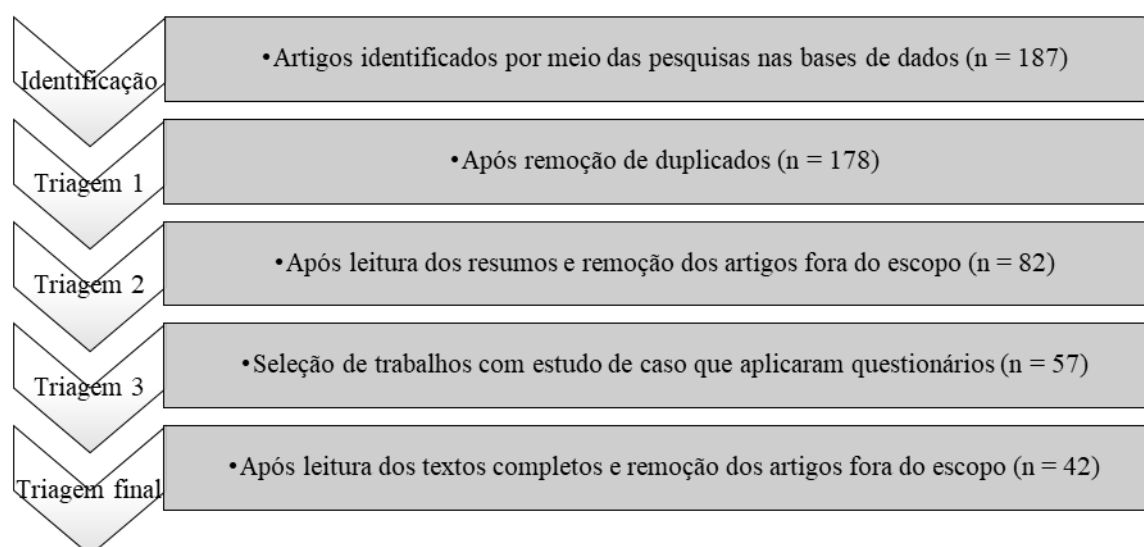 Identificação
•Artigos identificados por meio das pesquisas nas bases de dados (n = 187)
Triagem 1
•Após remoção de duplicados (n = 178)
Triagem 2
•Após leitura dos resumos e remoção dos artigos fora do escopo (n = 82)
Triagem 3
•Seleção de trabalhos com estudo de caso que aplicaram questionários (n = 57)
Triagem final
•Após leitura dos textos completos e remoção dos artigos fora do escopo (n = 42)